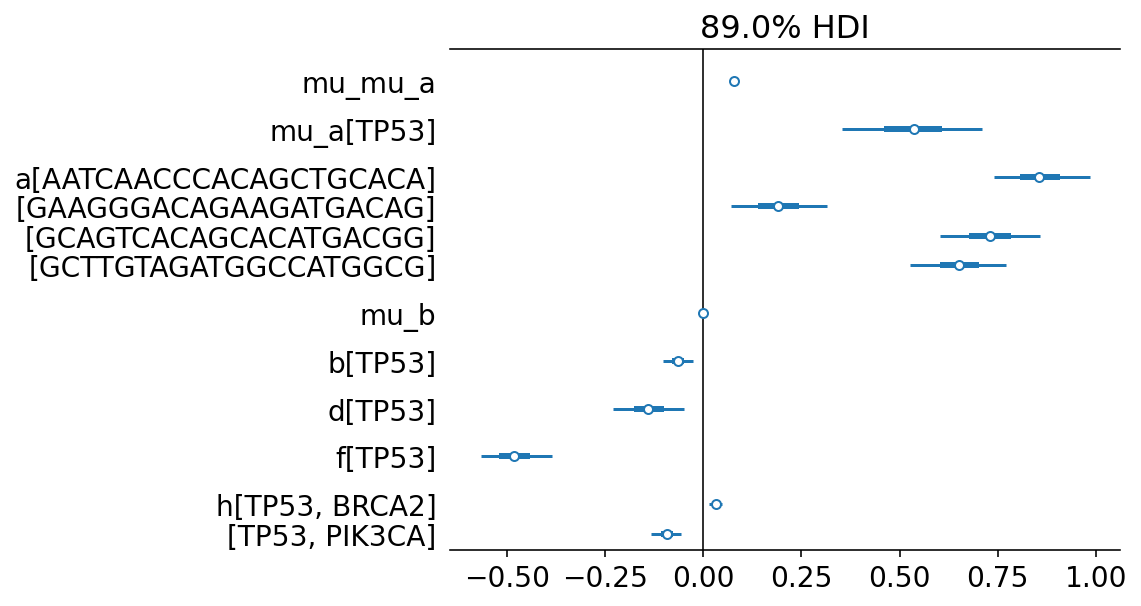 89.0% HDI
mu_mu_a
mu_a[TP53]
a[AATCAACCCACAGCTGCACA]
[GAAGGGACAGAAGATGACAG]
[GCAGTCACAGCACATGACGG]
[GCTTGTAGATGGCCATGGCG]
mu_b
b[TP53]
d[TP53]
f[TP53]
h[TP53, BRCA2]
[TP53, PIK3CA]
−0.50 −0.25 0.00 0.25 0.50 0.75 1.00